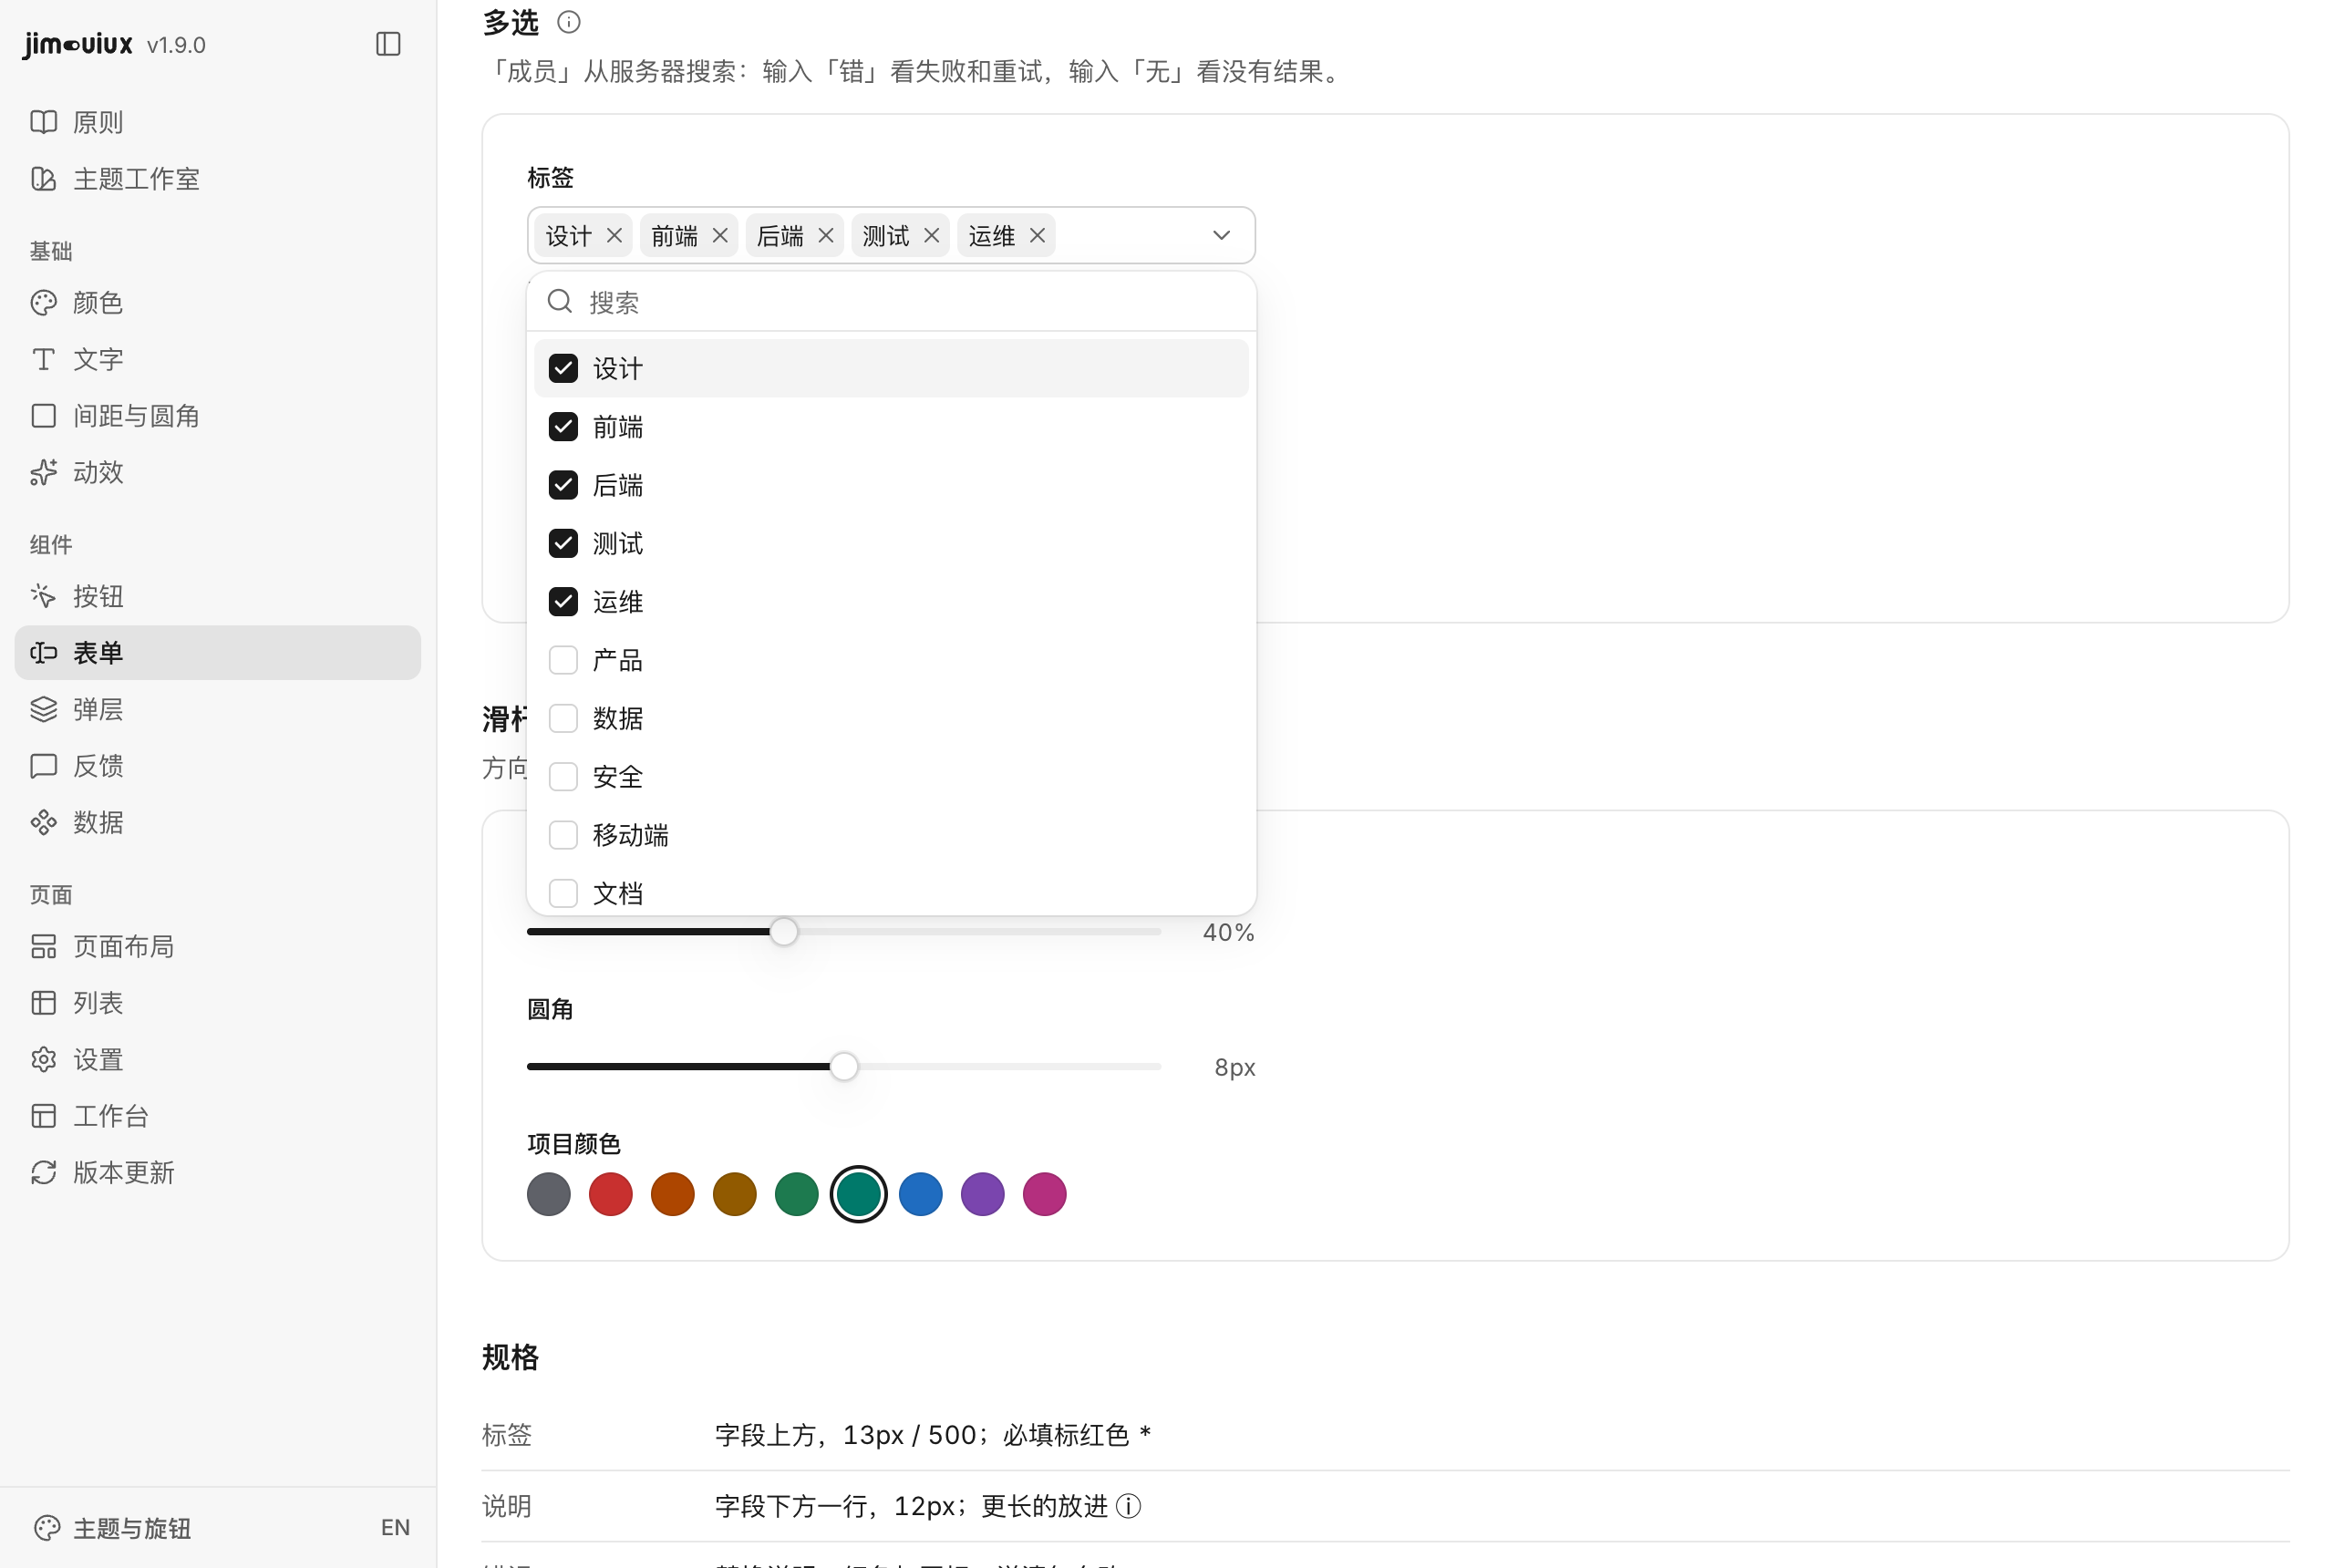 jimouiux v1.9.0
原则
主题工作室
基础
颜色
文字
间距与圆角
动效
组件
按钮
表单
弹层
反馈
数据
页面
页面布局
列表
设置
工作台
版本更新
主题与旋钮 EN
多选
「成员」从服务器搜索：输入「错」看失败和重试，输入「无」看没有结果。
标签
设计 前端 后端 测试 运维
搜索
设计
前端
后端
测试
运维
产品
数据
安全
移动端
文档
滑杆
方向
40%
圆角
8px
项目颜色
规格
标签 字段上方，13px / 500；必填标红色 *
说明 字段下方一行，12px；更长的放进 ⓘ